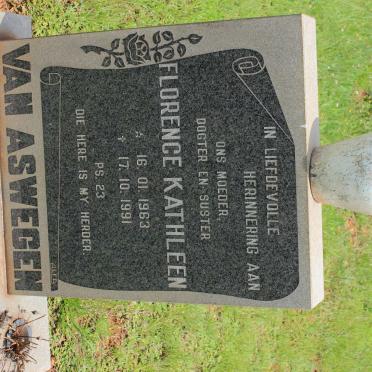 IN LIEFDEVOLLE
HERINNERING AAN
ONS MOEDER,
DOGTER EN SUSTER
FLORENCE KATHLEEN
☆ 16.01.1963
✝ 17.10.1991
PS. 23
DIE HERE IS MY HERDER
VAN ASWEGEN